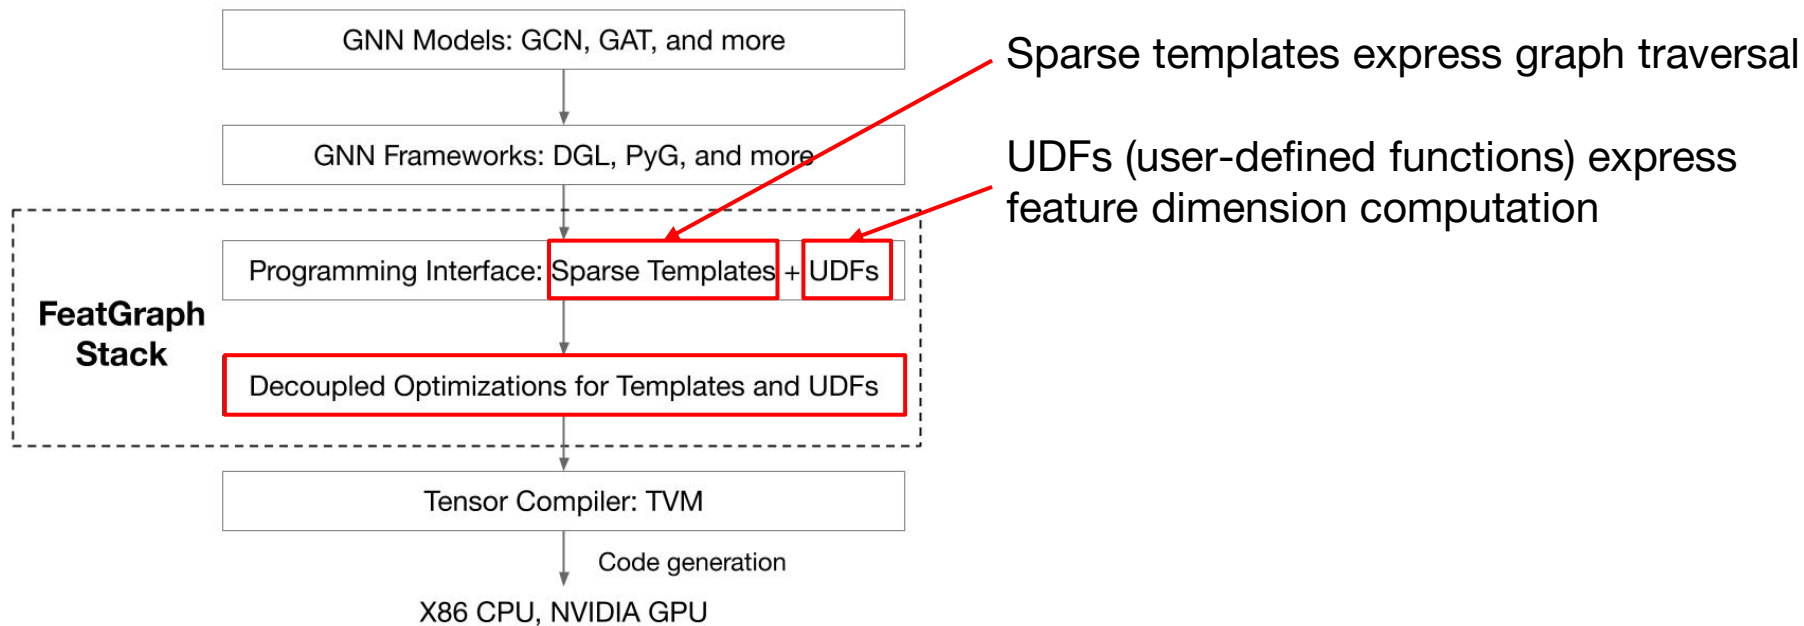 GNN Models: GCN, GAT, and more
Sparse templates express graph traversal
GNN Frameworks: DGL, PyG, and more
UDFs (user-defined functions) express
feature dimension computation
Programming Interface: Sparse Templates + UDFs
FeatGraph
Stack
Decoupled Optimizations for Templates and UDFs
Tensor Compiler: TVM
Code generation
X86 CPU, NVIDIA GPU